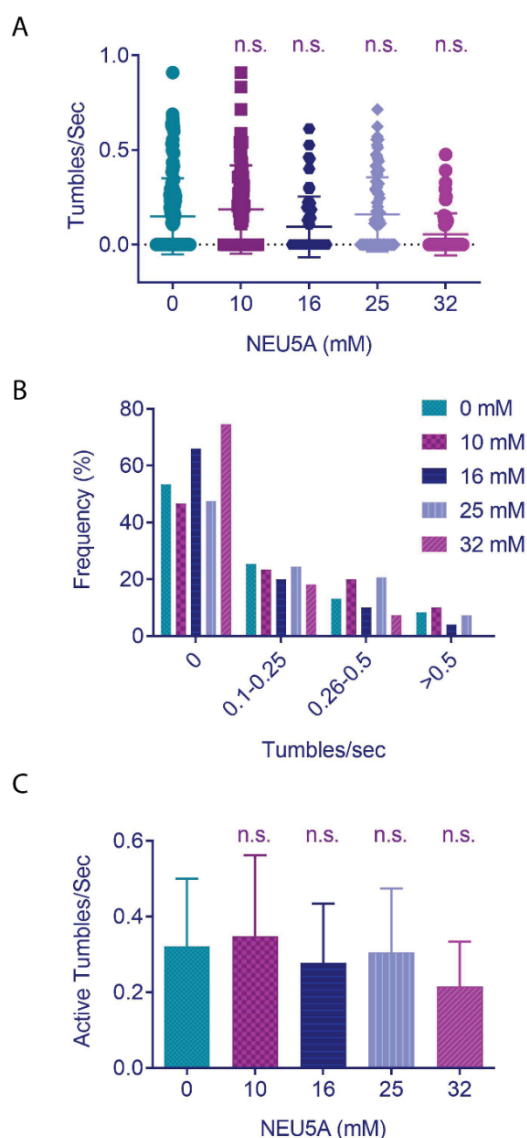 A
n.s. n.s. n.s. n.s.
Tumbles/Sec
1.0
0.5
0.0
0 10 16 25 32
NEU5A (mM)
B
Frequency (%)
80
60
40
20
0
0 mM
10 mM
16 mM
25 mM
32 mM
0 0.1-0.25 0.26-0.5 >0.5
Tumbles/sec
C
n.s. n.s. n.s. n.s.
Active Tumbles/Sec
0.6
0.4
0.2
0.0
0 10 16 25 32
NEU5A (mM)